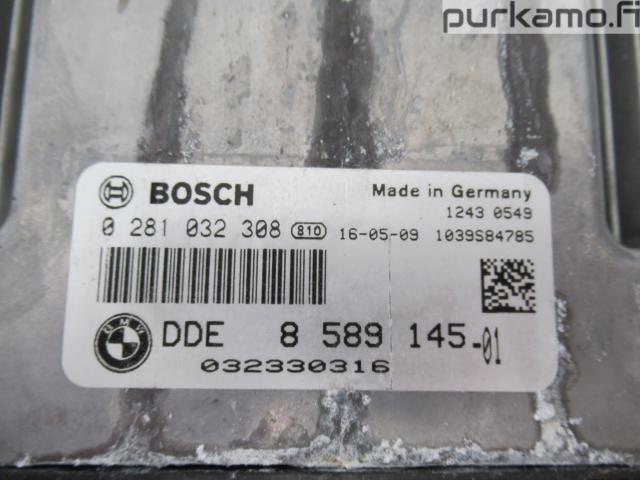 purkamo.fi
BOSCH
Made in Germany
1243 0549
0 281 032 308 810 16-05-09 1039S84785
BMW
DDE 8 589 145-01
032330316